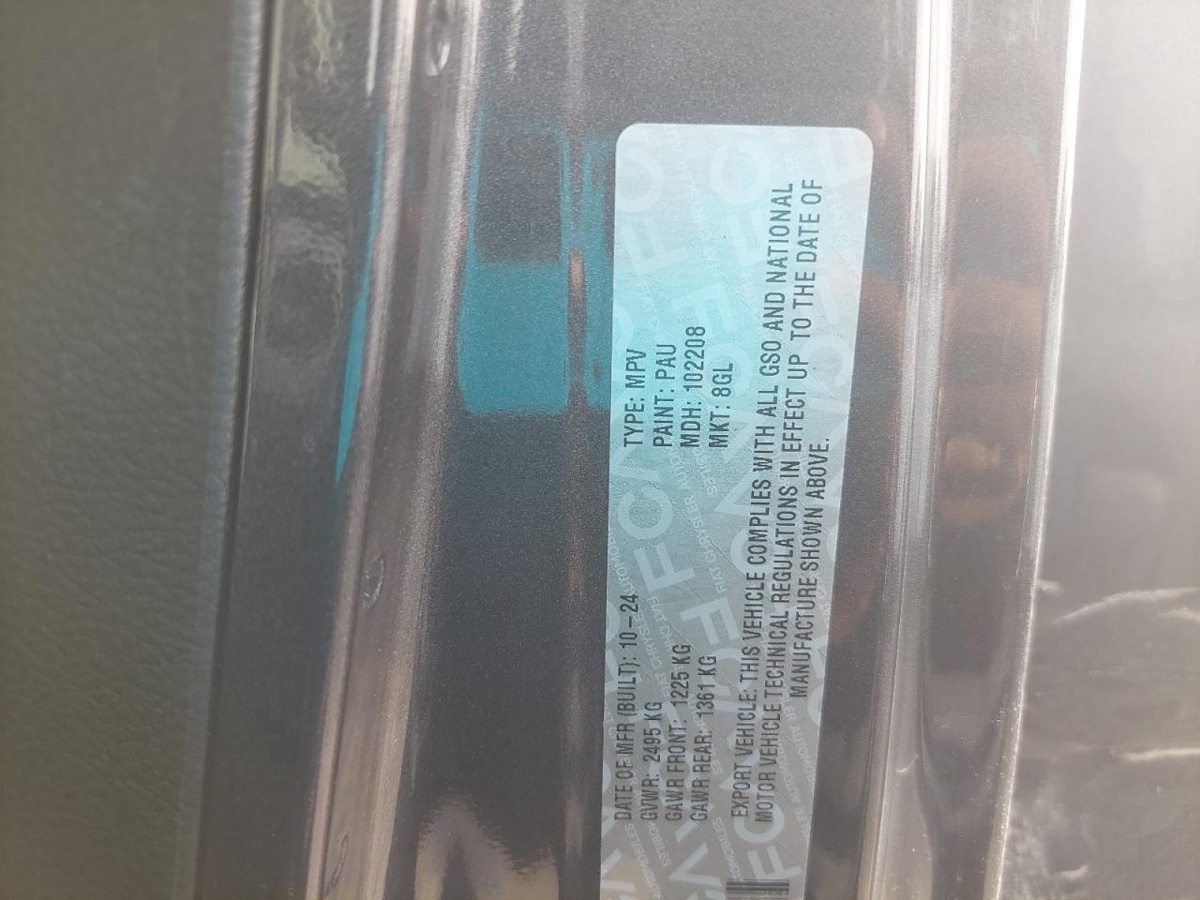 DATE OF MFR (BUILT): 10-24 TYPE: MPV
GVWR: 2495 KG PAINT: PAU
GAWR FRONT: 1225 KG MDH: 102208
GAWR REAR: 1361 KG MKT: 8GL
EXPORT VEHICLE: THIS VEHICLE COMPLIES WITH ALL GSO AND NATIONAL
MOTOR VEHICLE TECHNICAL REGULATIONS IN EFFECT UP TO THE DATE OF
MANUFACTURE SHOWN ABOVE.